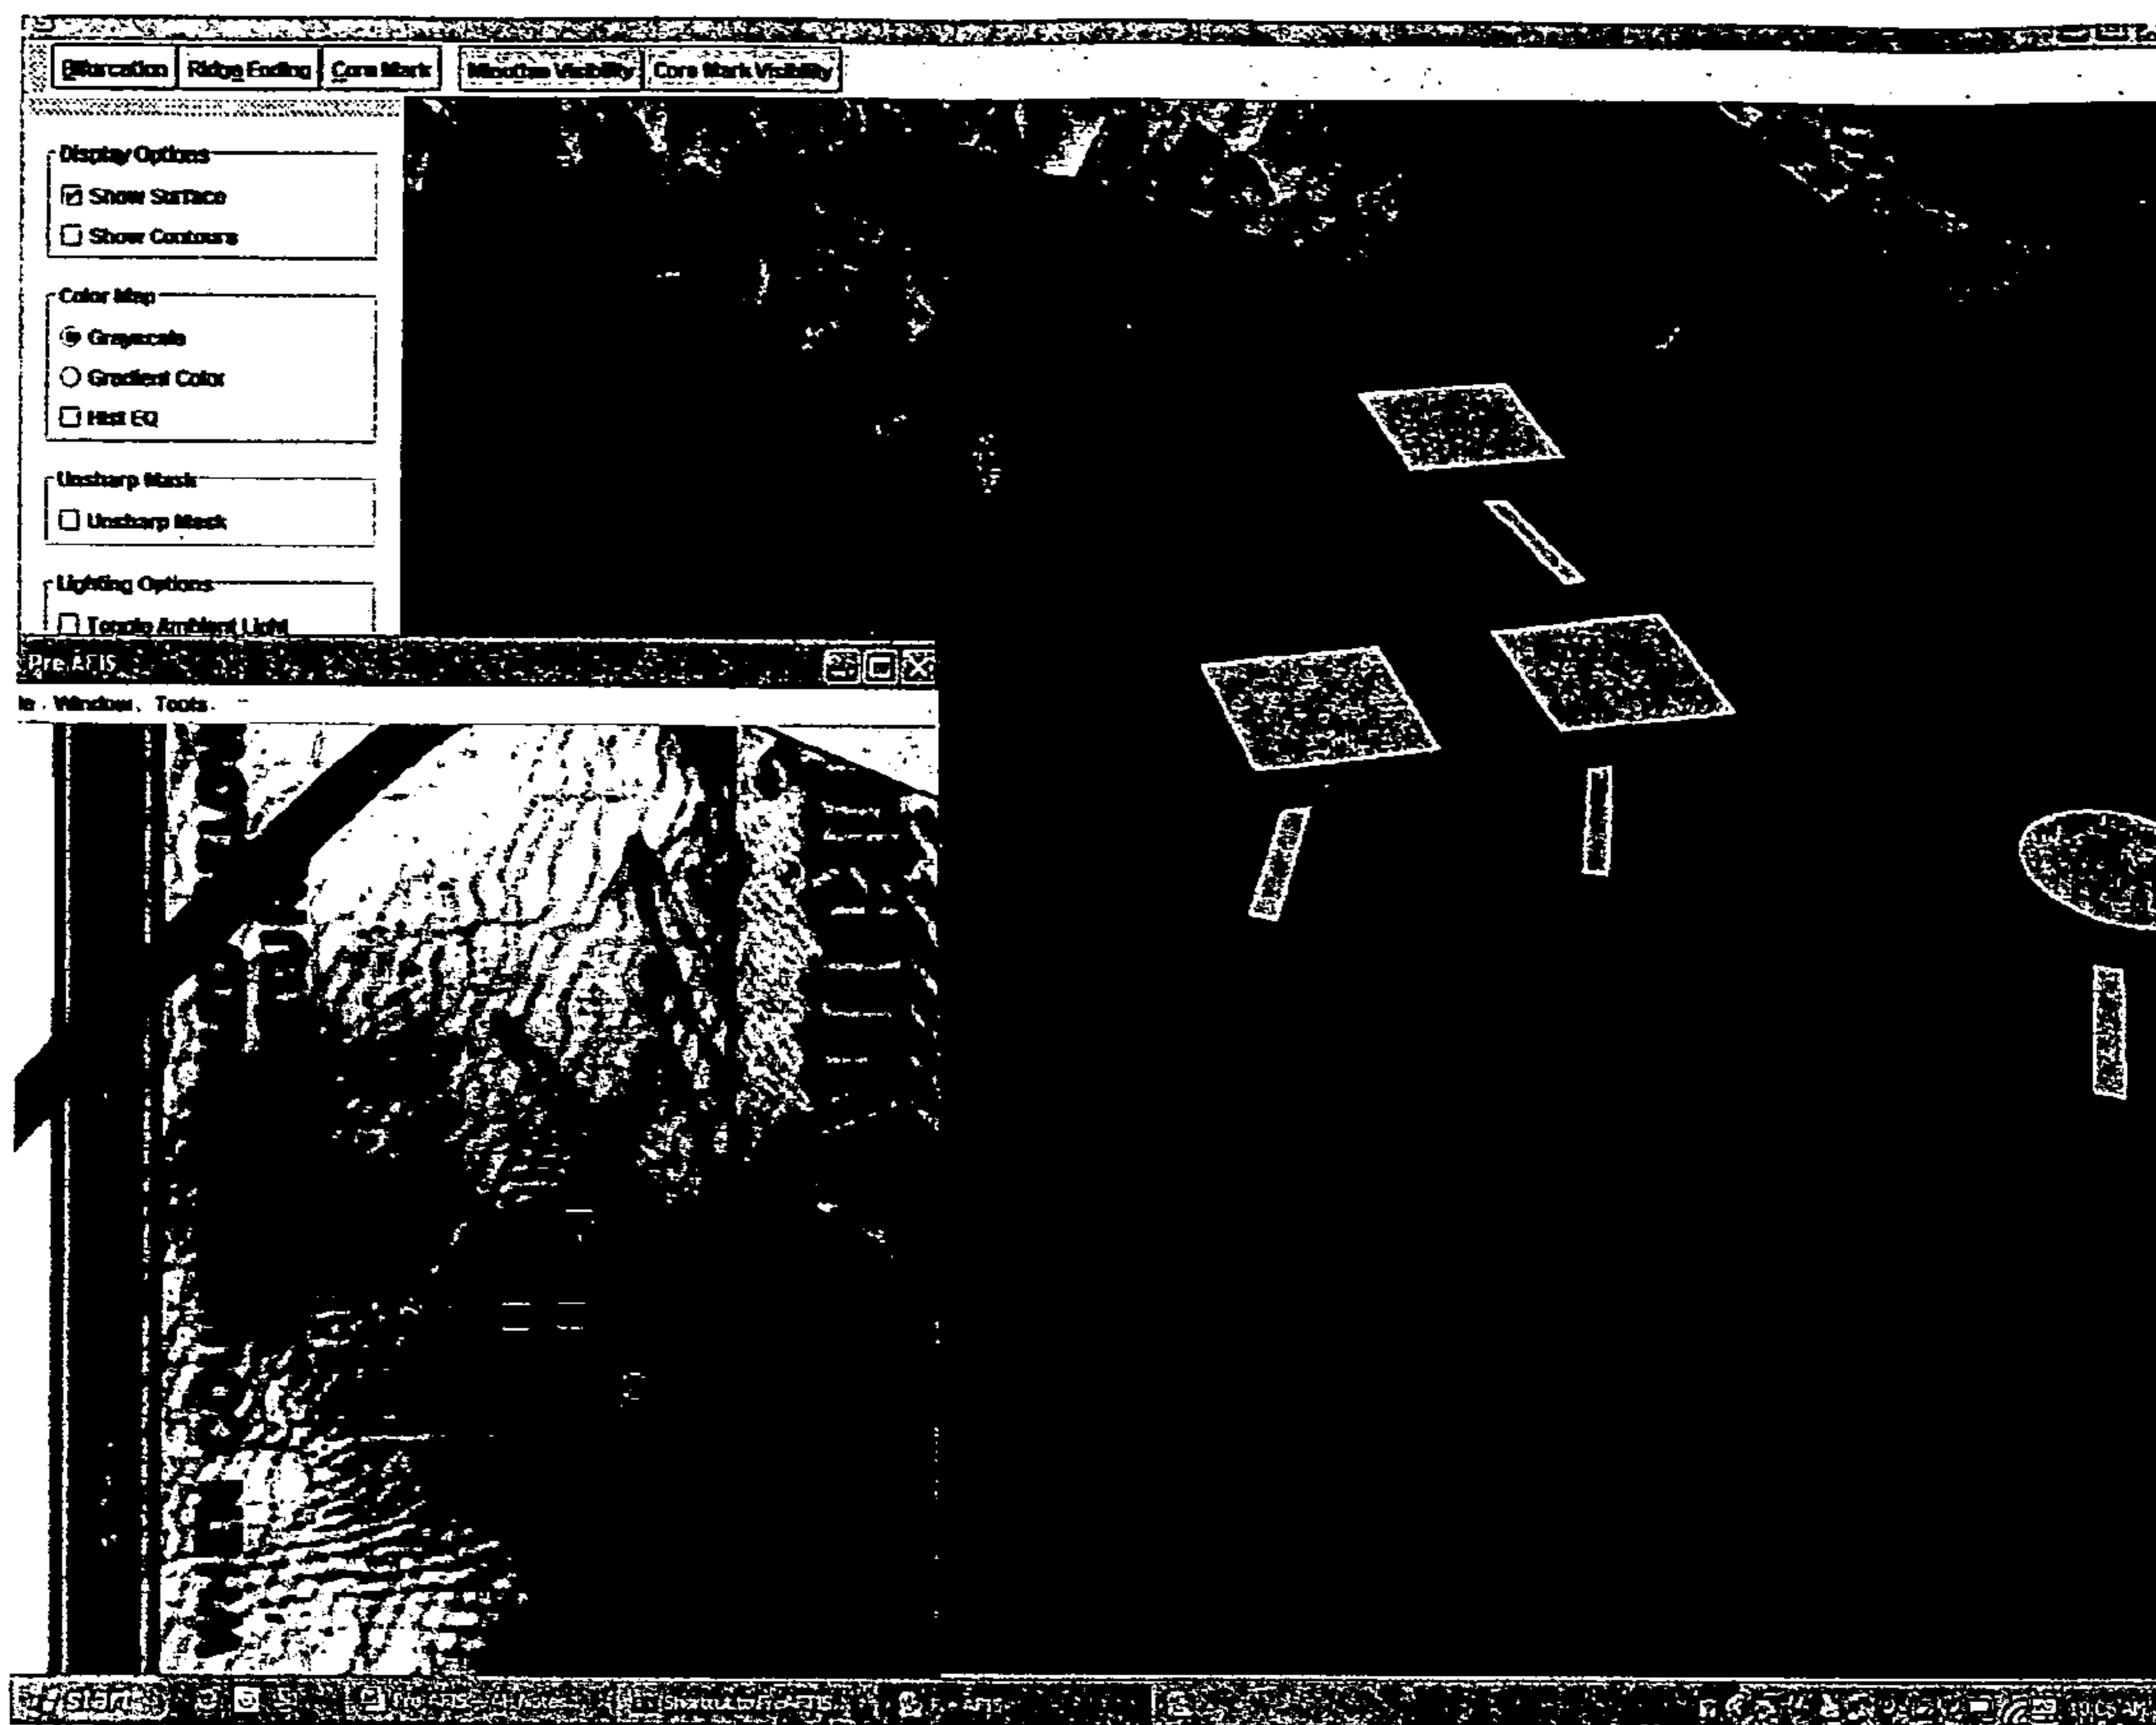 Bifurcation Ridge Ending Core Mark Minutiae Visibility Core Mark Visibility
Display Options
Show Surface
Show Contours
Color Map
Grayscale
Gradient Color
Hist EQ
Unsharp Mask
Unsharp Mask
Lighting Options
Toggle Ambient Light
Pre AFIS
le Window Tools
start